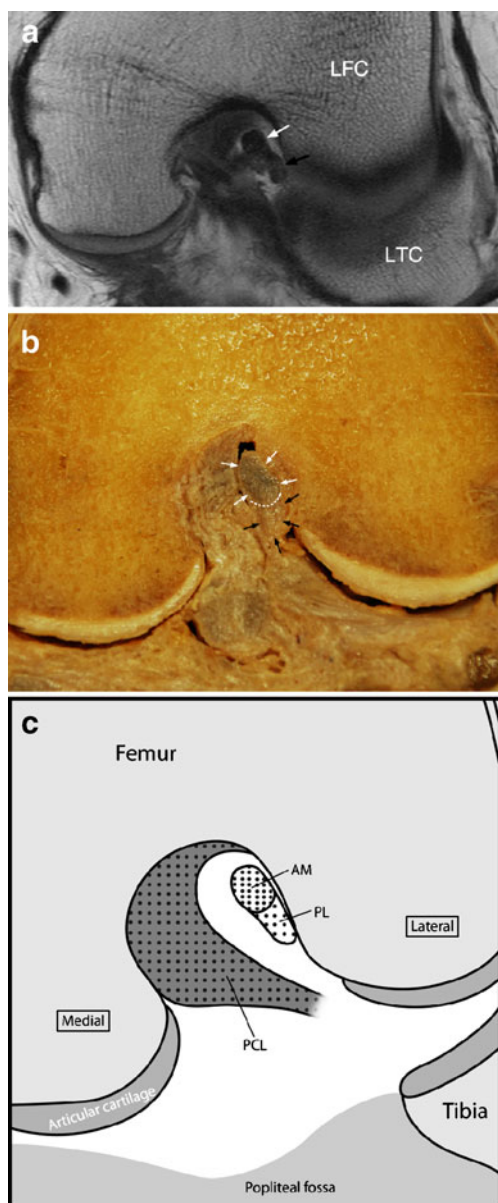 a
LFC
LTC
b
c
Femur
AM
PL
Lateral
Medial
PCL
Articular cartilage
Tibia
Popliteal fossa